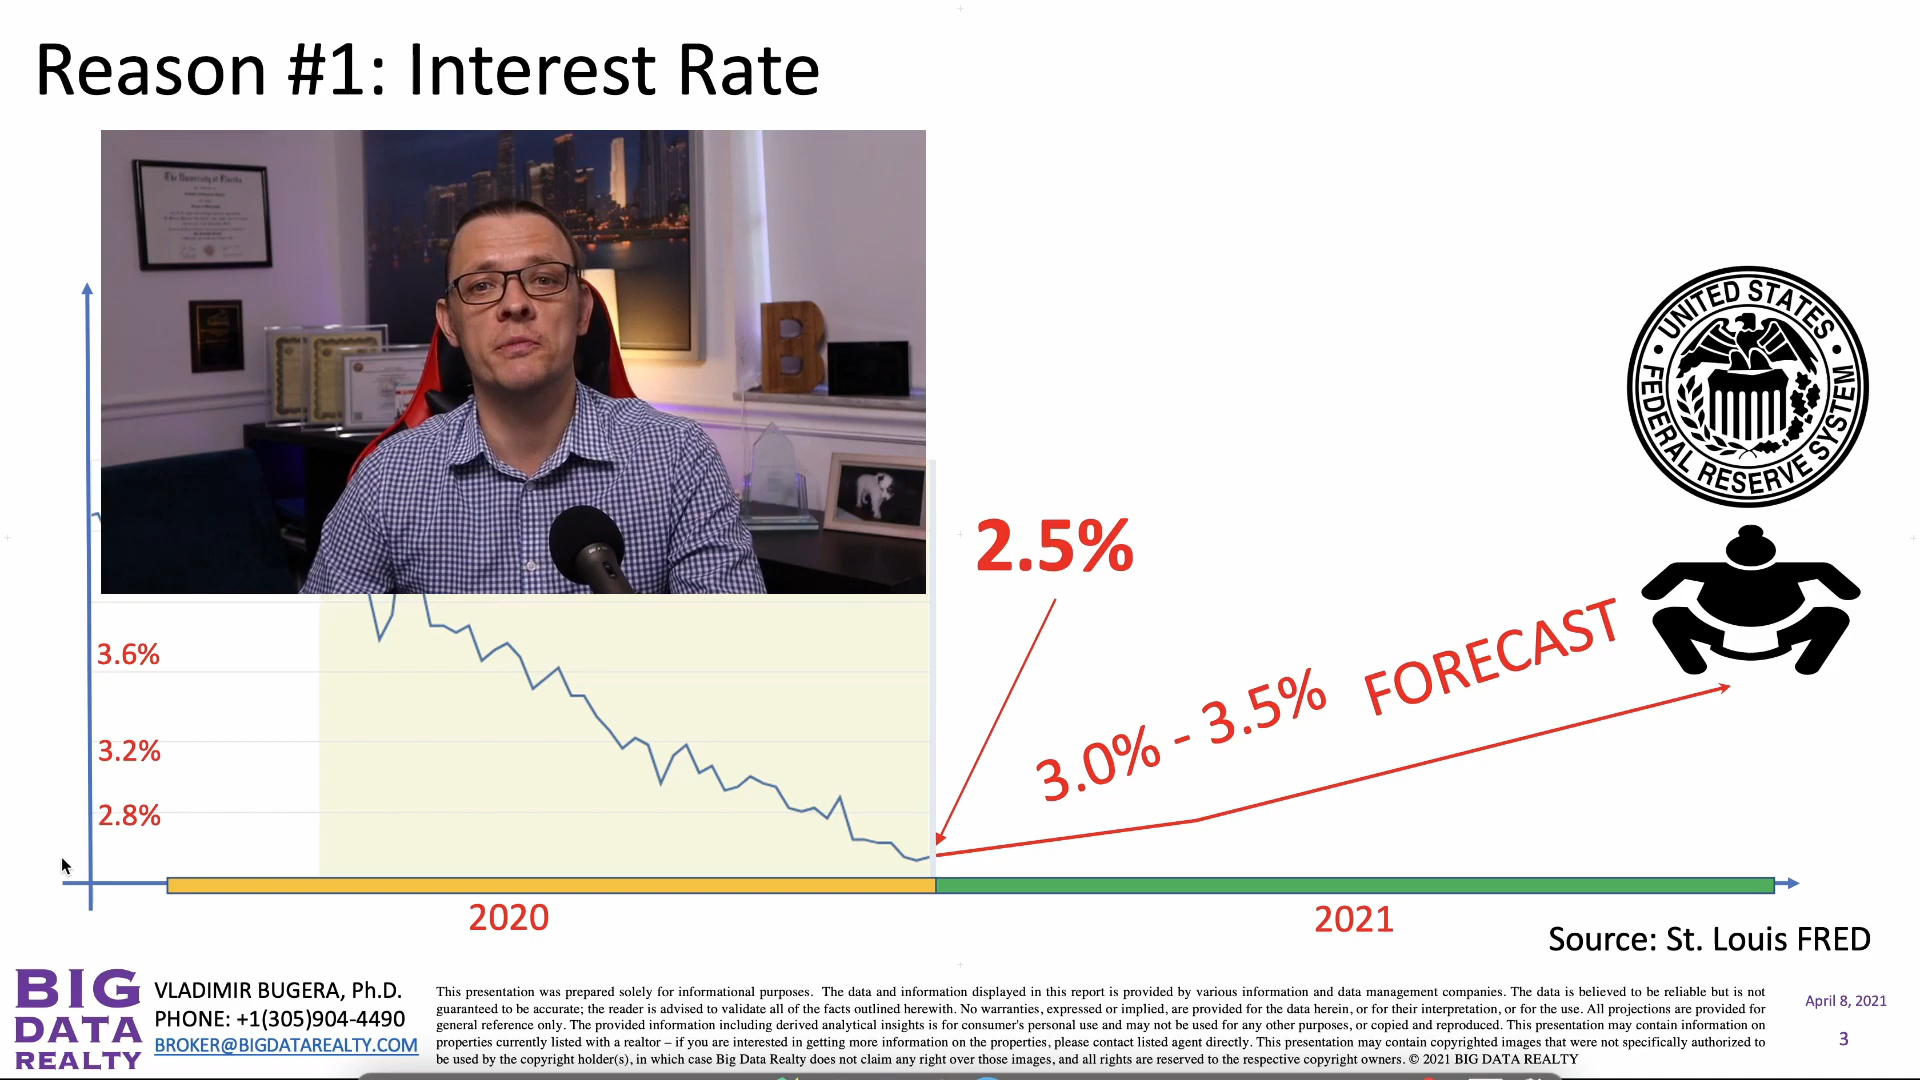 Reason #1: Interest Rate
The University of Florida
B
UNITED STATES
FEDERAL RESERVE SYSTEM
2.5%
3.6%
3.0% - 3.5% FORECAST
3.2%
2.8%
2020
2021
Source: St. Louis FRED
BIG
DATA
REALTY
VLADIMIR BUGERA, Ph.D.
PHONE: +1(305)904-4490
BROKER@BIGDATAREALTY.COM
This presentation was prepared solely for informational purposes. The data and information displayed in this report is provided by various information and data management companies. The data is believed to be reliable but is not
guaranteed to be accurate; the reader is advised to validate all of the facts outlined herewith. No warranties, expressed or implied, are provided for the data herein, or for their interpretation, or for the use. All projections are provided for
general reference only. The provided information including derived analytical insights is for consumer's personal use and may not be used for any other purposes, or copied and reproduced. This presentation may contain information on
properties currently listed with a realtor – if you are interested in getting more information on the properties, please contact listed agent directly. This presentation may contain copyrighted images that were not specifically authorized to
be used by the copyright holder(s), in which case Big Data Realty does not claim any right over those images, and all rights are reserved to the respective copyright owners. © 2021 BIG DATA REALTY
April 8, 2021
3